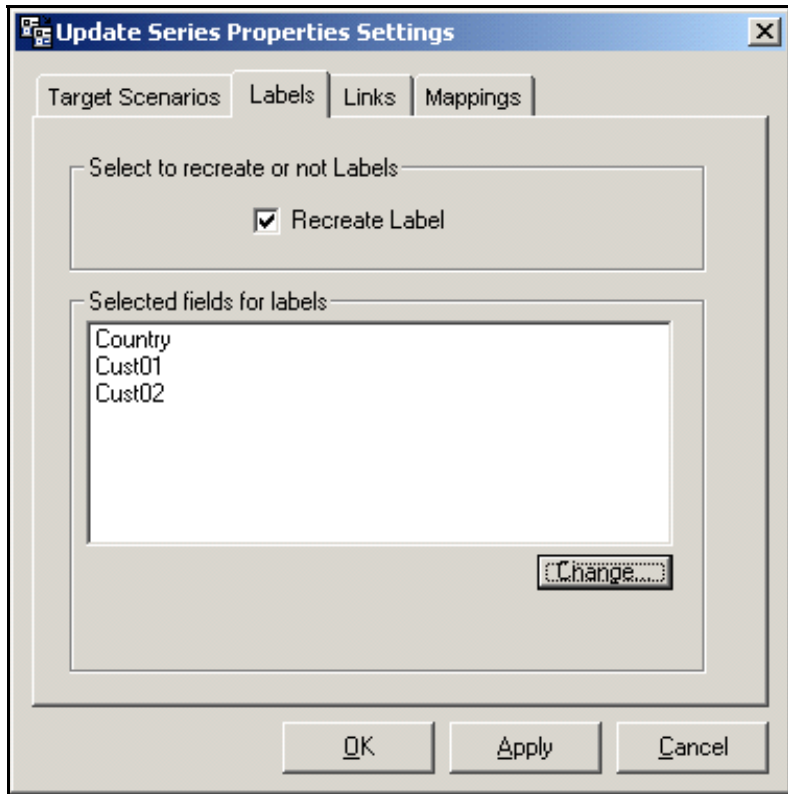 Update Series Properties Settings
Target Scenarios Labels Links Mappings
Select to recreate or not Labels
Recreate Label
Selected fields for labels
Country
Cust01
Cust02
Change....
OK Apply Cancel